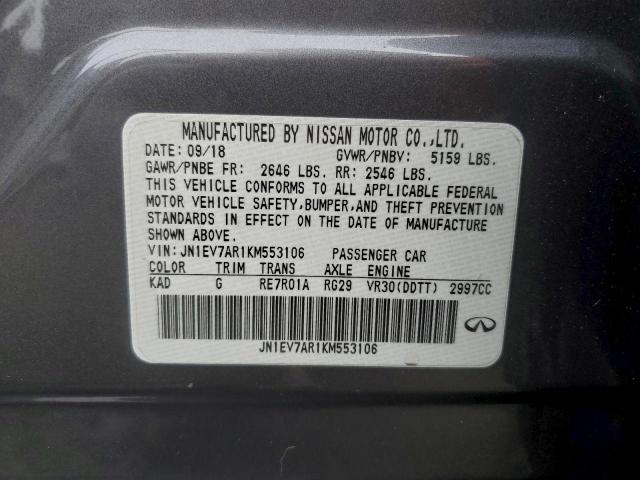 MANUFACTURED BY NISSAN MOTOR CO.,LTD.
DATE: 09/18 GVWR/PNBV: 5159 LBS.
GAWR/PNBE FR: 2646 LBS. RR: 2546 LBS.
THIS VEHICLE CONFORMS TO ALL APPLICABLE FEDERAL
MOTOR VEHICLE SAFETY,BUMPER,AND THEFT PREVENTION
STANDARDS IN EFFECT ON THE DATE OF MANUFACTURE
SHOWN ABOVE.
VIN: JN1EV7AR1KM553106 PASSENGER CAR
COLOR TRIM TRANS AXLE ENGINE
KAD G RE7R01A RG29 VR30(DDTT) 2997CC
JN1EV7AR1KM553106